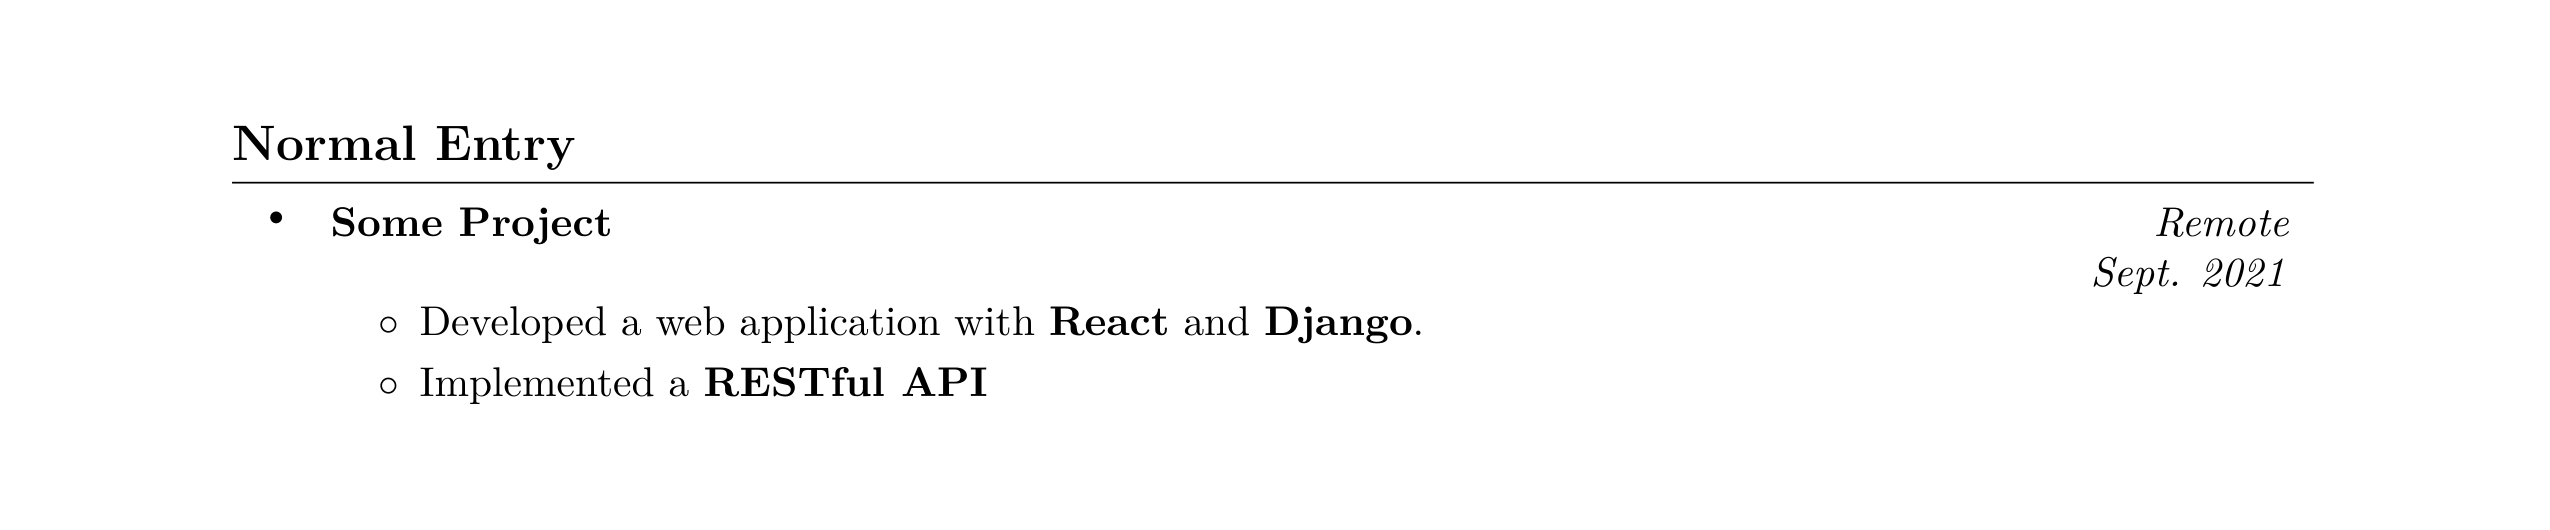 Normal Entry
• Some Project Remote
Sept. 2021
◦ Developed a web application with React and Django.
◦ Implemented a RESTful API